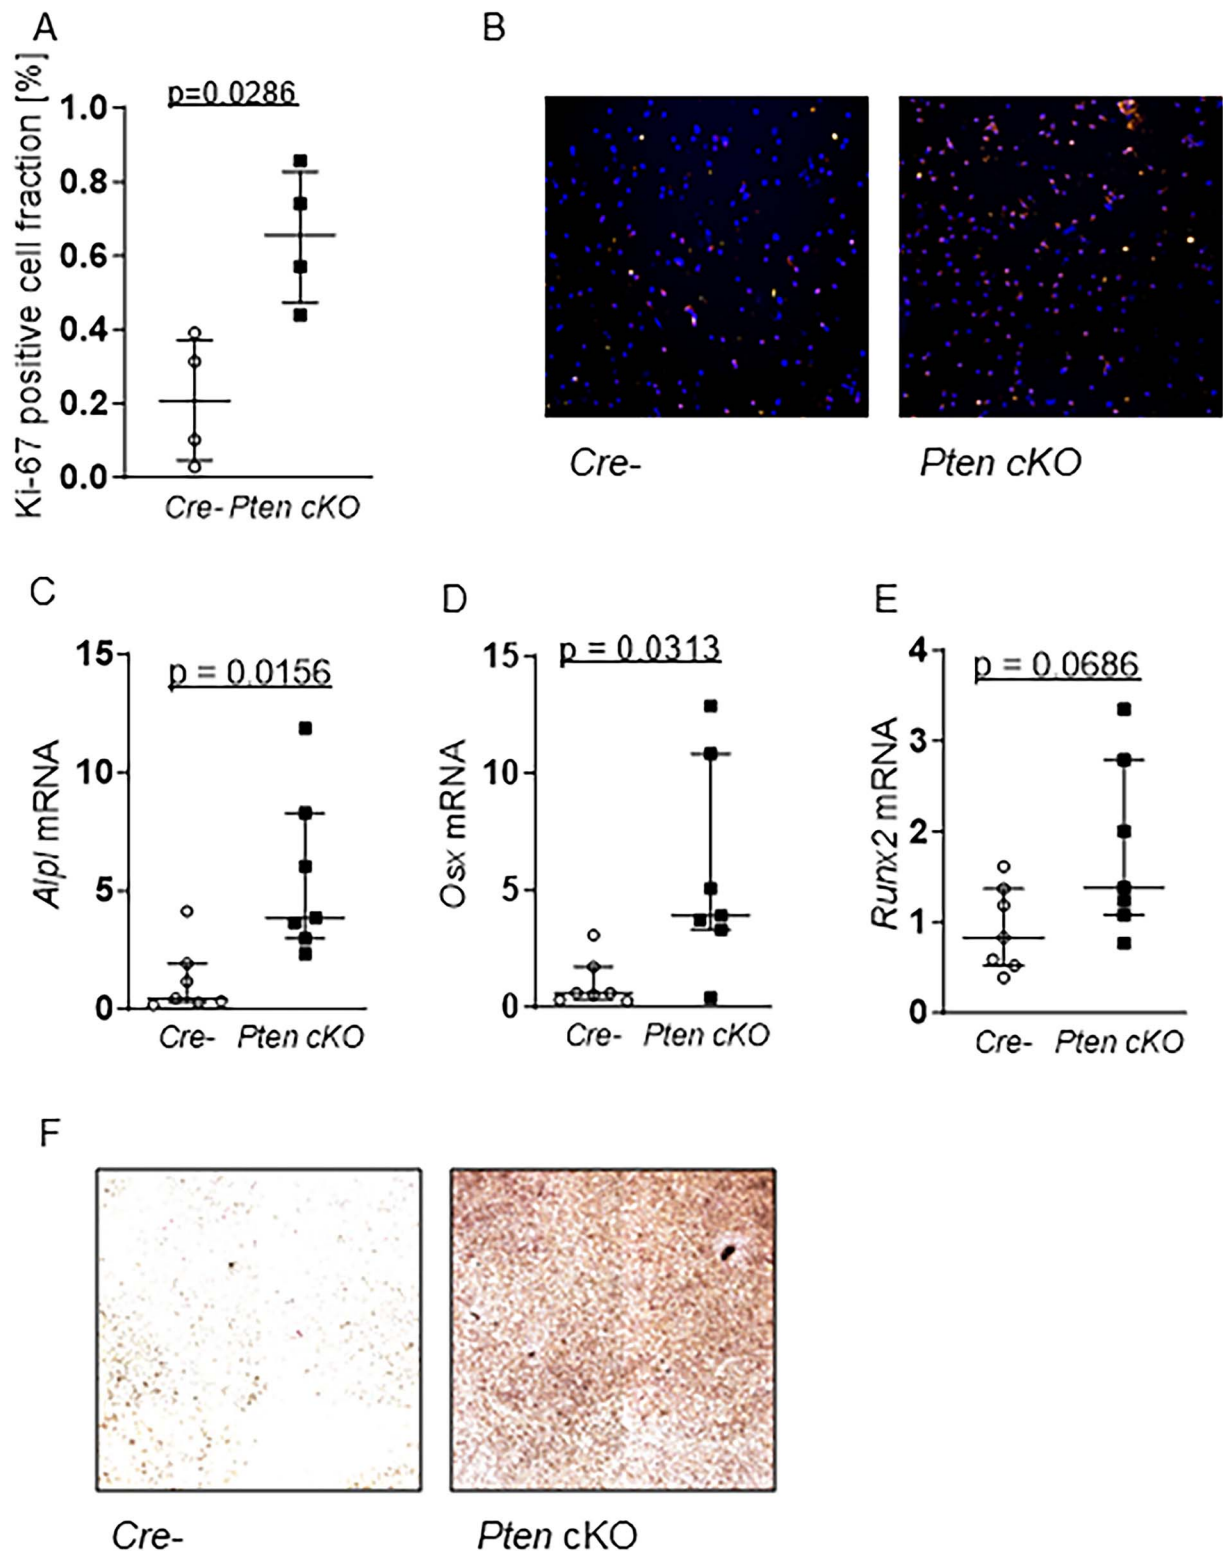 A
B
Ki-67 positive cell fraction [%]
p=0.0286
1.0
0.8
0.6
0.4
0.2
0.0
Cre- Pten cKO
Cre-
Pten cKO
C
D
E
Alpl mRNA
p = 0.0156
15
10
5
0
Cre- Pten cKO
Osx mRNA
p = 0.0313
15
10
5
0
Cre- Pten cKO
Runx2 mRNA
p = 0.0686
4
3
2
1
0
Cre- Pten cKO
F
Cre-
Pten cKO